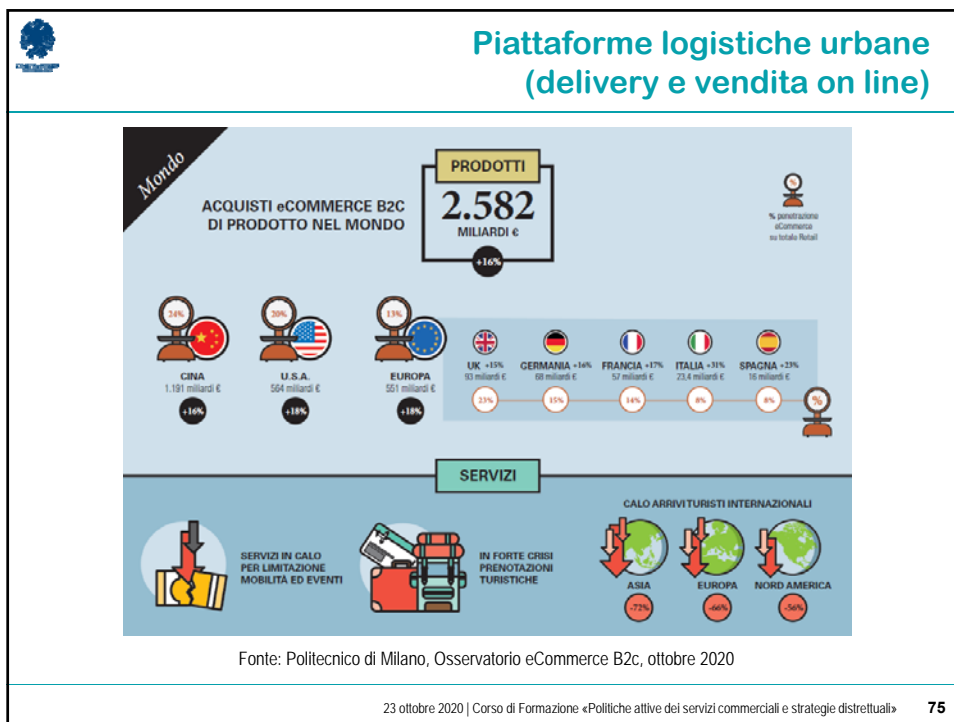 Piattaforme logistiche urbane
(delivery e vendita on line)
Mondo
PRODOTTI
ACQUISTI eCOMMERCE B2C
DI PRODOTTO NEL MONDO
2.582
MILIARDI €
+16%
%
% penetrazione
eCommerce
su totale Retail
24%
20%
13%
CINA
1.191 miliardi €
+16%
U.S.A.
564 miliardi €
+18%
EUROPA
551 miliardi €
+18%
UK +15%
93 miliardi €
23%
GERMANIA +16%
68 miliardi €
15%
FRANCIA +17%
57 miliardi €
14%
ITALIA +31%
23,4 miliardi €
8%
SPAGNA +23%
16 miliardi €
8%
%
SERVIZI
SERVIZI IN CALO
PER LIMITAZIONE
MOBILITÀ ED EVENTI
IN FORTE CRISI
PRENOTAZIONI
TURISTICHE
CALO ARRIVI TURISTI INTERNAZIONALI
ASIA
-72%
EUROPA
-66%
NORD AMERICA
-56%
Fonte: Politecnico di Milano, Osservatorio eCommerce B2c, ottobre 2020
23 ottobre 2020 | Corso di Formazione «Politiche attive dei servizi commerciali e strategie distrettuali» 75